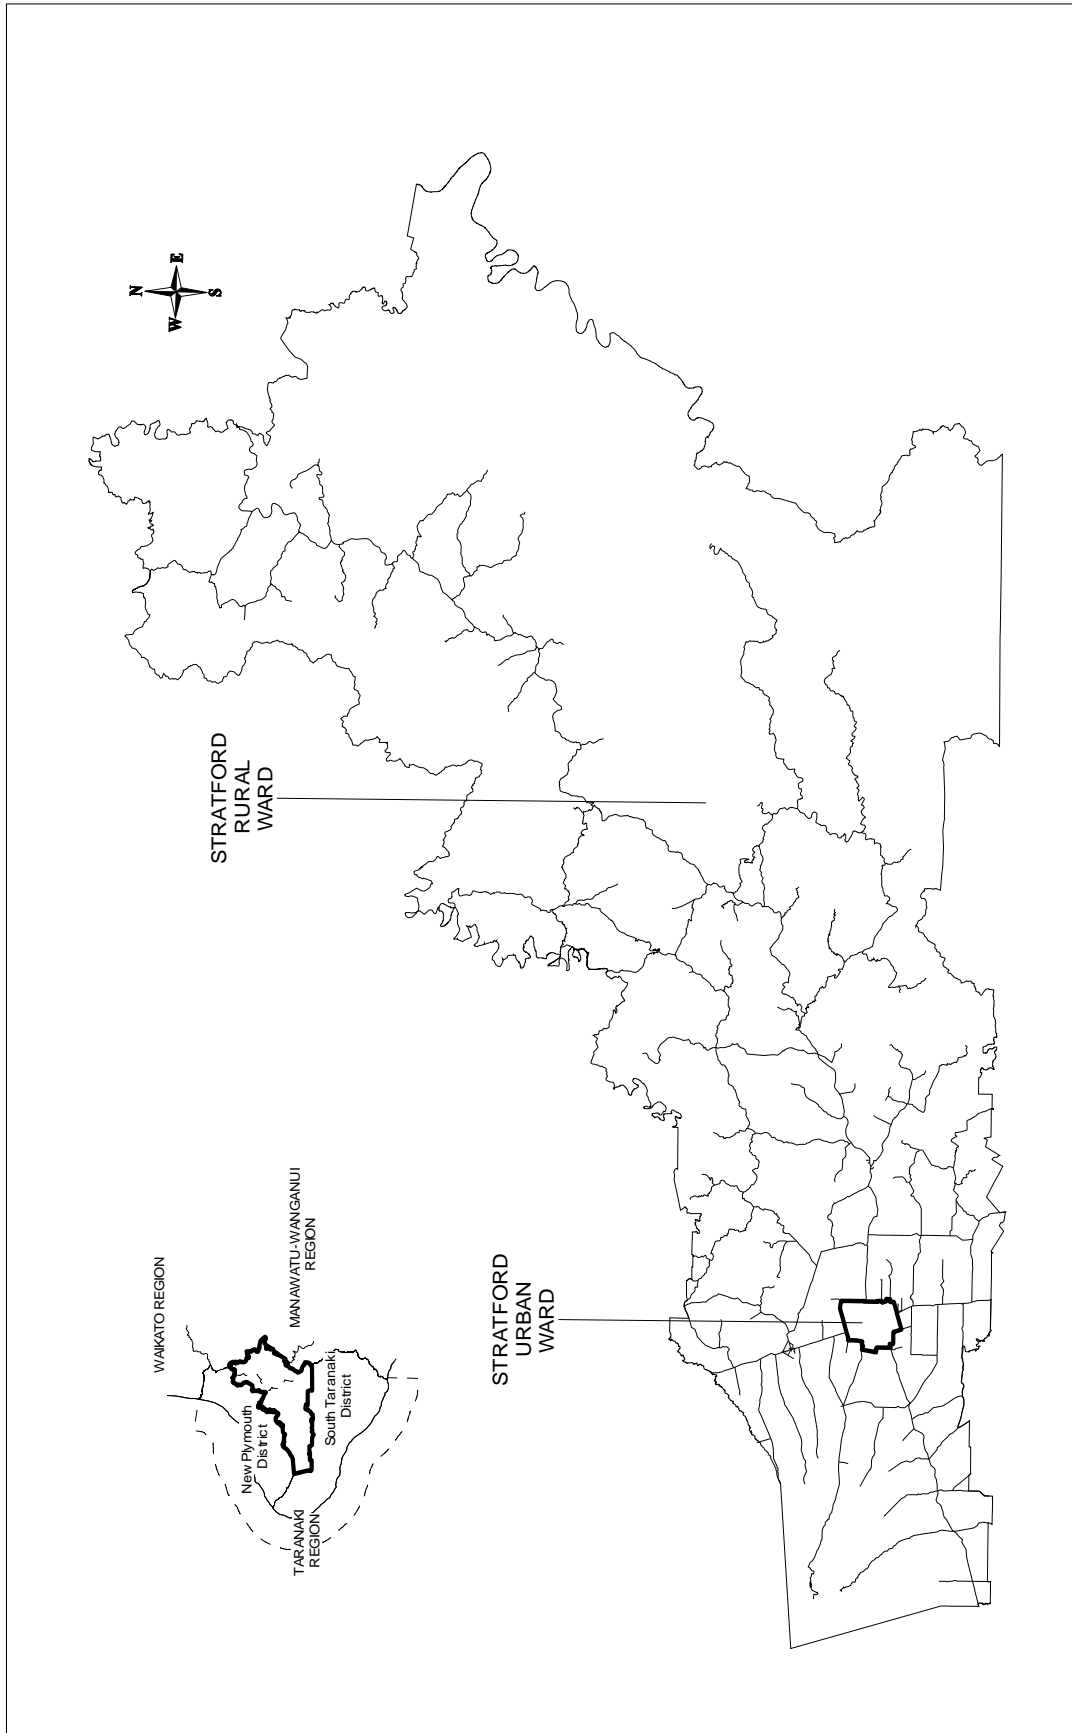 WAIKATO REGION
MANAWATU-WANGANUI
REGION
New Plymouth
District
South Taranaki
District
TARANAKI
REGION
STRATFORD
RURAL
WARD
STRATFORD
URBAN
WARD
N
W
E
S